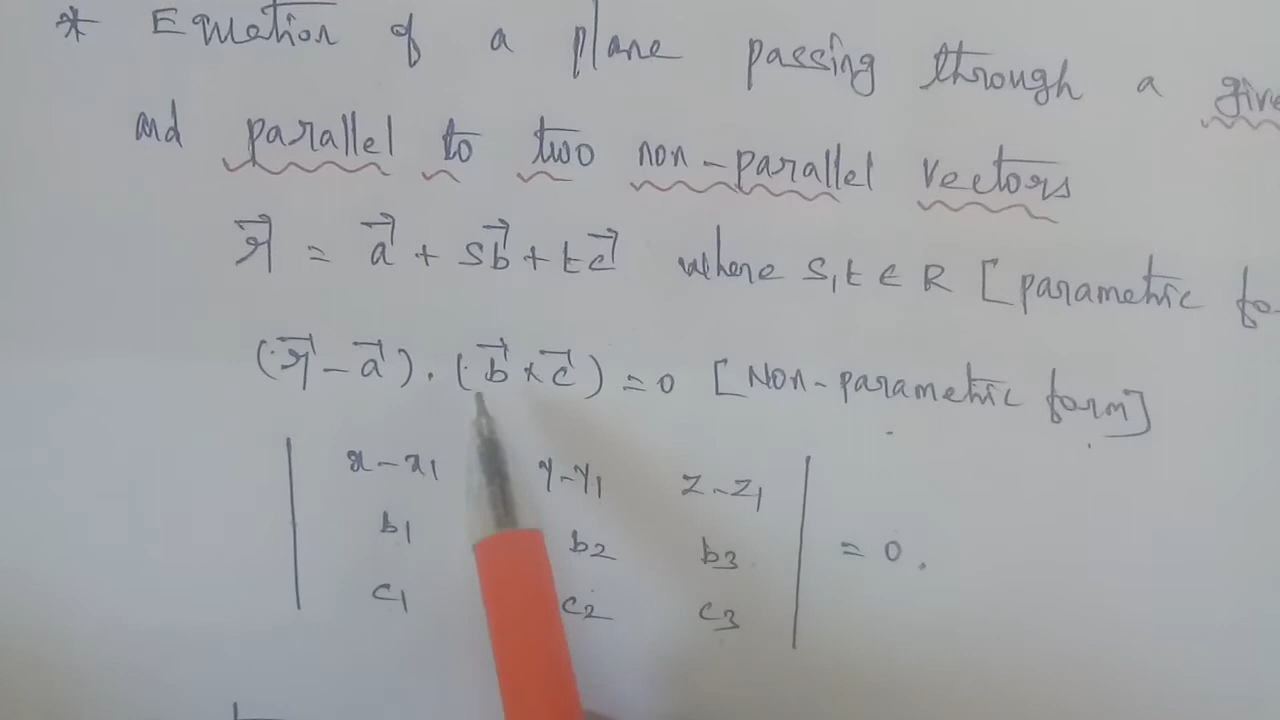 * Equation of a plane passing through a give
and parallel to two non-parallel vectors
r⃗ = a⃗ + sb⃗ + tc⃗ where s,t ∈ R [parametric fo
(r⃗ - a⃗) . (b⃗ × c⃗) = 0 [Non-parametric form]
| x-x₁ y-y₁ z-z₁ |
| b₁ b₂ b₃ | = 0.
| c₁ c₂ c₃ |